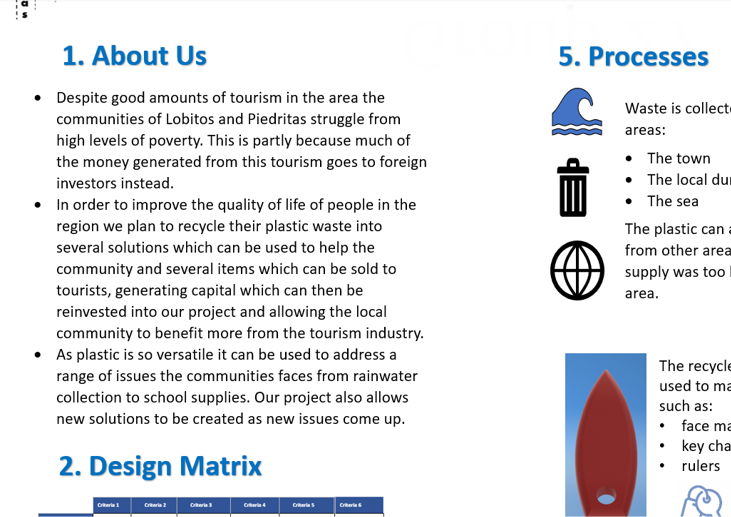 as
1. About Us
• Despite good amounts of tourism in the area the
communities of Lobitos and Piedritas struggle from
high levels of poverty. This is partly because much of
the money generated from this tourism goes to foreign
investors instead.
• In order to improve the quality of life of people in the
region we plan to recycle their plastic waste into
several solutions which can be used to help the
community and several items which can be sold to
tourists, generating capital which can then be
reinvested into our project and allowing the local
community to benefit more from the tourism industry.
• As plastic is so versatile it can be used to address a
range of issues the communities faces from rainwater
collection to school supplies. Our project also allows
new solutions to be created as new issues come up.
2. Design Matrix
Criteria 1 Criteria 2 Criteria 3 Criteria 4 Criteria 5 Criteria 6
5. Processes
Waste is collecte
areas:
• The town
• The local du
• The sea
The plastic can a
from other area
supply was too
area.
The recycle
used to ma
such as:
• face ma
• key cha
• rulers